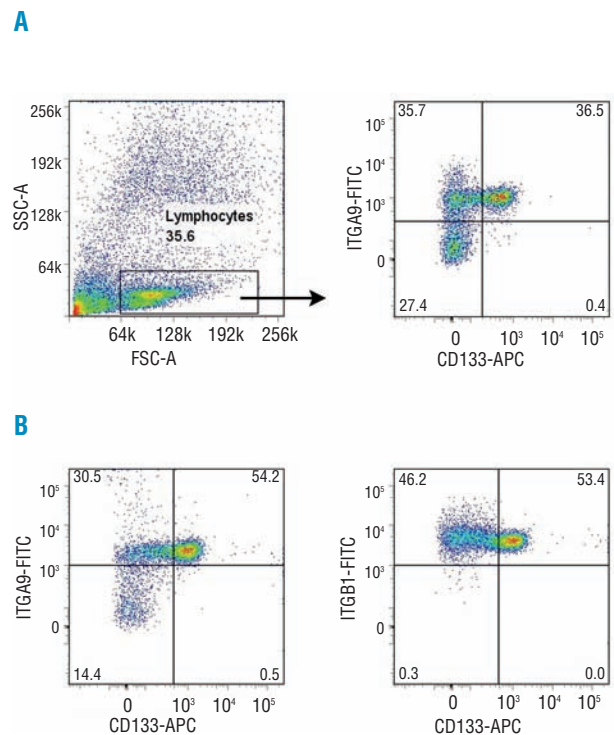 A
256k
192k
128k
64k
SSC-A
Lymphocytes
35.6
64k 128k 192k 256k
FSC-A
35.7 36.5
10⁵
10⁴
10³
0
ITGA9-FITC
27.4 0.4
0 10³ 10⁴ 10⁵
CD133-APC
B
30.5 54.2
10⁵
10⁴
10³
0
ITGA9-FITC
14.4 0.5
0 10³ 10⁴ 10⁵
CD133-APC
46.2 53.4
10⁵
10⁴
10³
0
ITGB1-FITC
0.3 0.0
0 10³ 10⁴ 10⁵
CD133-APC